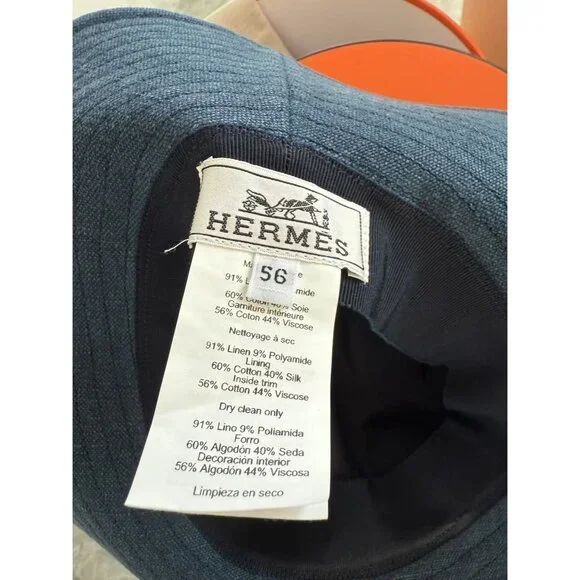 HERMÈS
56
91%
60% Coton 40% Soie
Garniture intérieure
56% Coton 44% Viscose
Nettoyage à sec
91% Linen 9% Polyamide
Lining
60% Cotton 40% Silk
Inside trim
56% Cotton 44% Viscose
Dry clean only
91% Lino 9% Poliamida
Forro
60% Algodón 40% Seda
Decoración interior
56% Algodón 44% Viscosa
Limpieza en seco